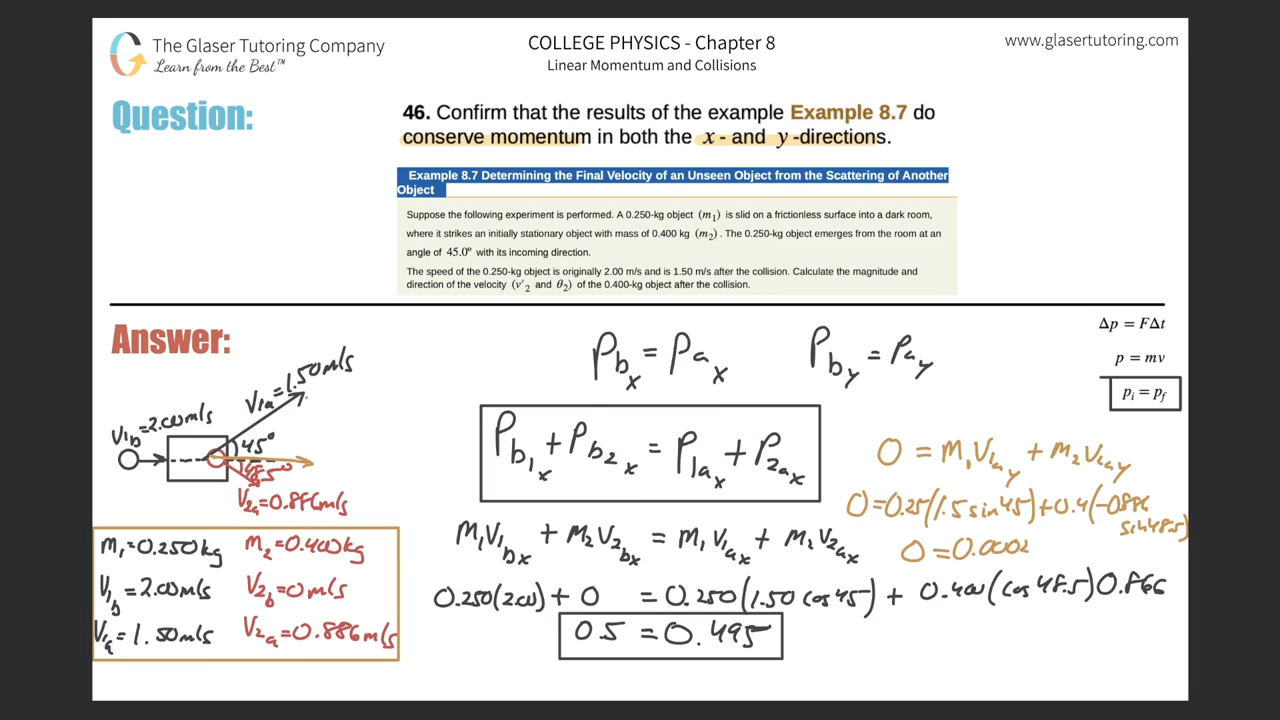 The Glaser Tutoring Company
Learn from the Best™
COLLEGE PHYSICS - Chapter 8
Linear Momentum and Collisions
www.glasertutoring.com
Question:
46. Confirm that the results of the example Example 8.7 do
conserve momentum in both the x - and y -directions.
Example 8.7 Determining the Final Velocity of an Unseen Object from the Scattering of Another
Object
Suppose the following experiment is performed. A 0.250-kg object (m₁) is slid on a frictionless surface into a dark room,
where it strikes an initially stationary object with mass of 0.400 kg (m₂). The 0.250-kg object emerges from the room at an
angle of 45.0° with its incoming direction.
The speed of the 0.250-kg object is originally 2.00 m/s and is 1.50 m/s after the collision. Calculate the magnitude and
direction of the velocity (v′₂ and θ₂) of the 0.400-kg object after the collision.
Answer:
Δp = FΔt
p = mv
pᵢ = p_f
V1b=2.00m/s
V1a=1.50m/s
45°
48.5°
V2a=0.886m/s
m₁=0.250kg
m₂=0.400kg
V1b=2.00m/s
V2b=0m/s
V1a=1.50m/s
V2a=0.886m/s
Pbx = Pax
Pby = Pay
Pb1x + Pb2x = P1ax + P2ax
m₁V1bx + m₂V2bx = m₁V1ax + m₂V2ax
0.250(2.00) + 0 = 0.250(1.50 cos45) + 0.400(cos48.5)0.866
0.5 = 0.495
0 = m₁V1ay + m₂V2ay
0=0.25(1.5sin45)+0.4(-0.886
sin48.5)
0=0.0002